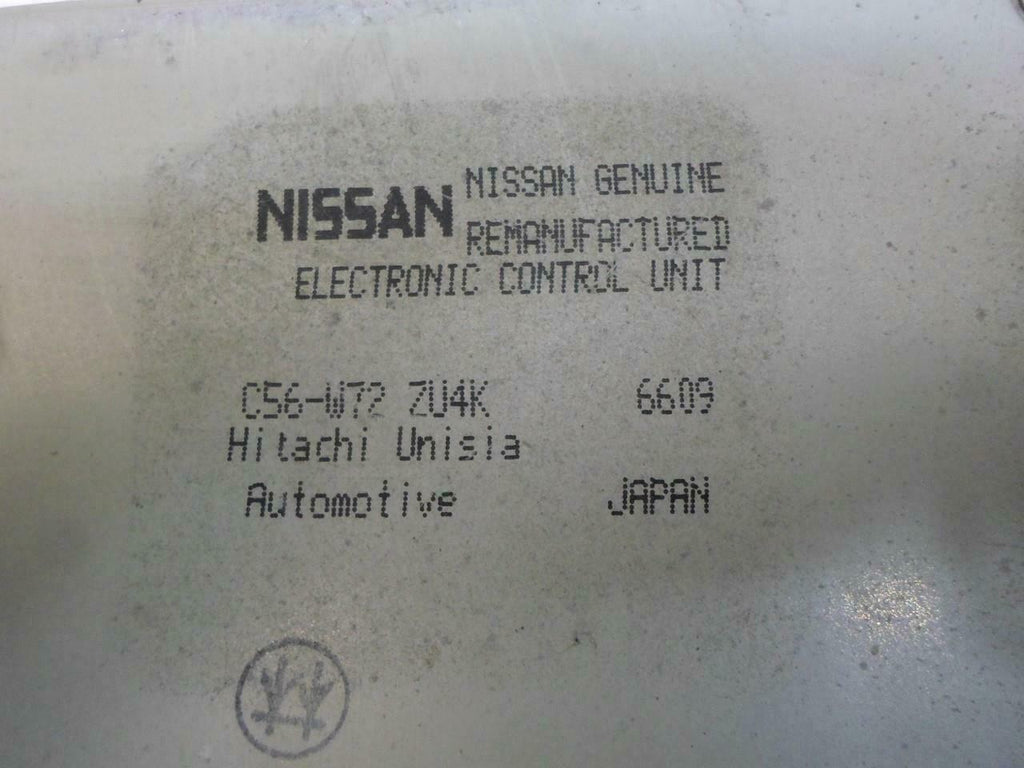 NISSAN NISSAN GENUINE
REMANUFACTURED
ELECTRONIC CONTROL UNIT
C56-W72 ZU4K 6609
Hitachi Unisia
Automotive JAPAN